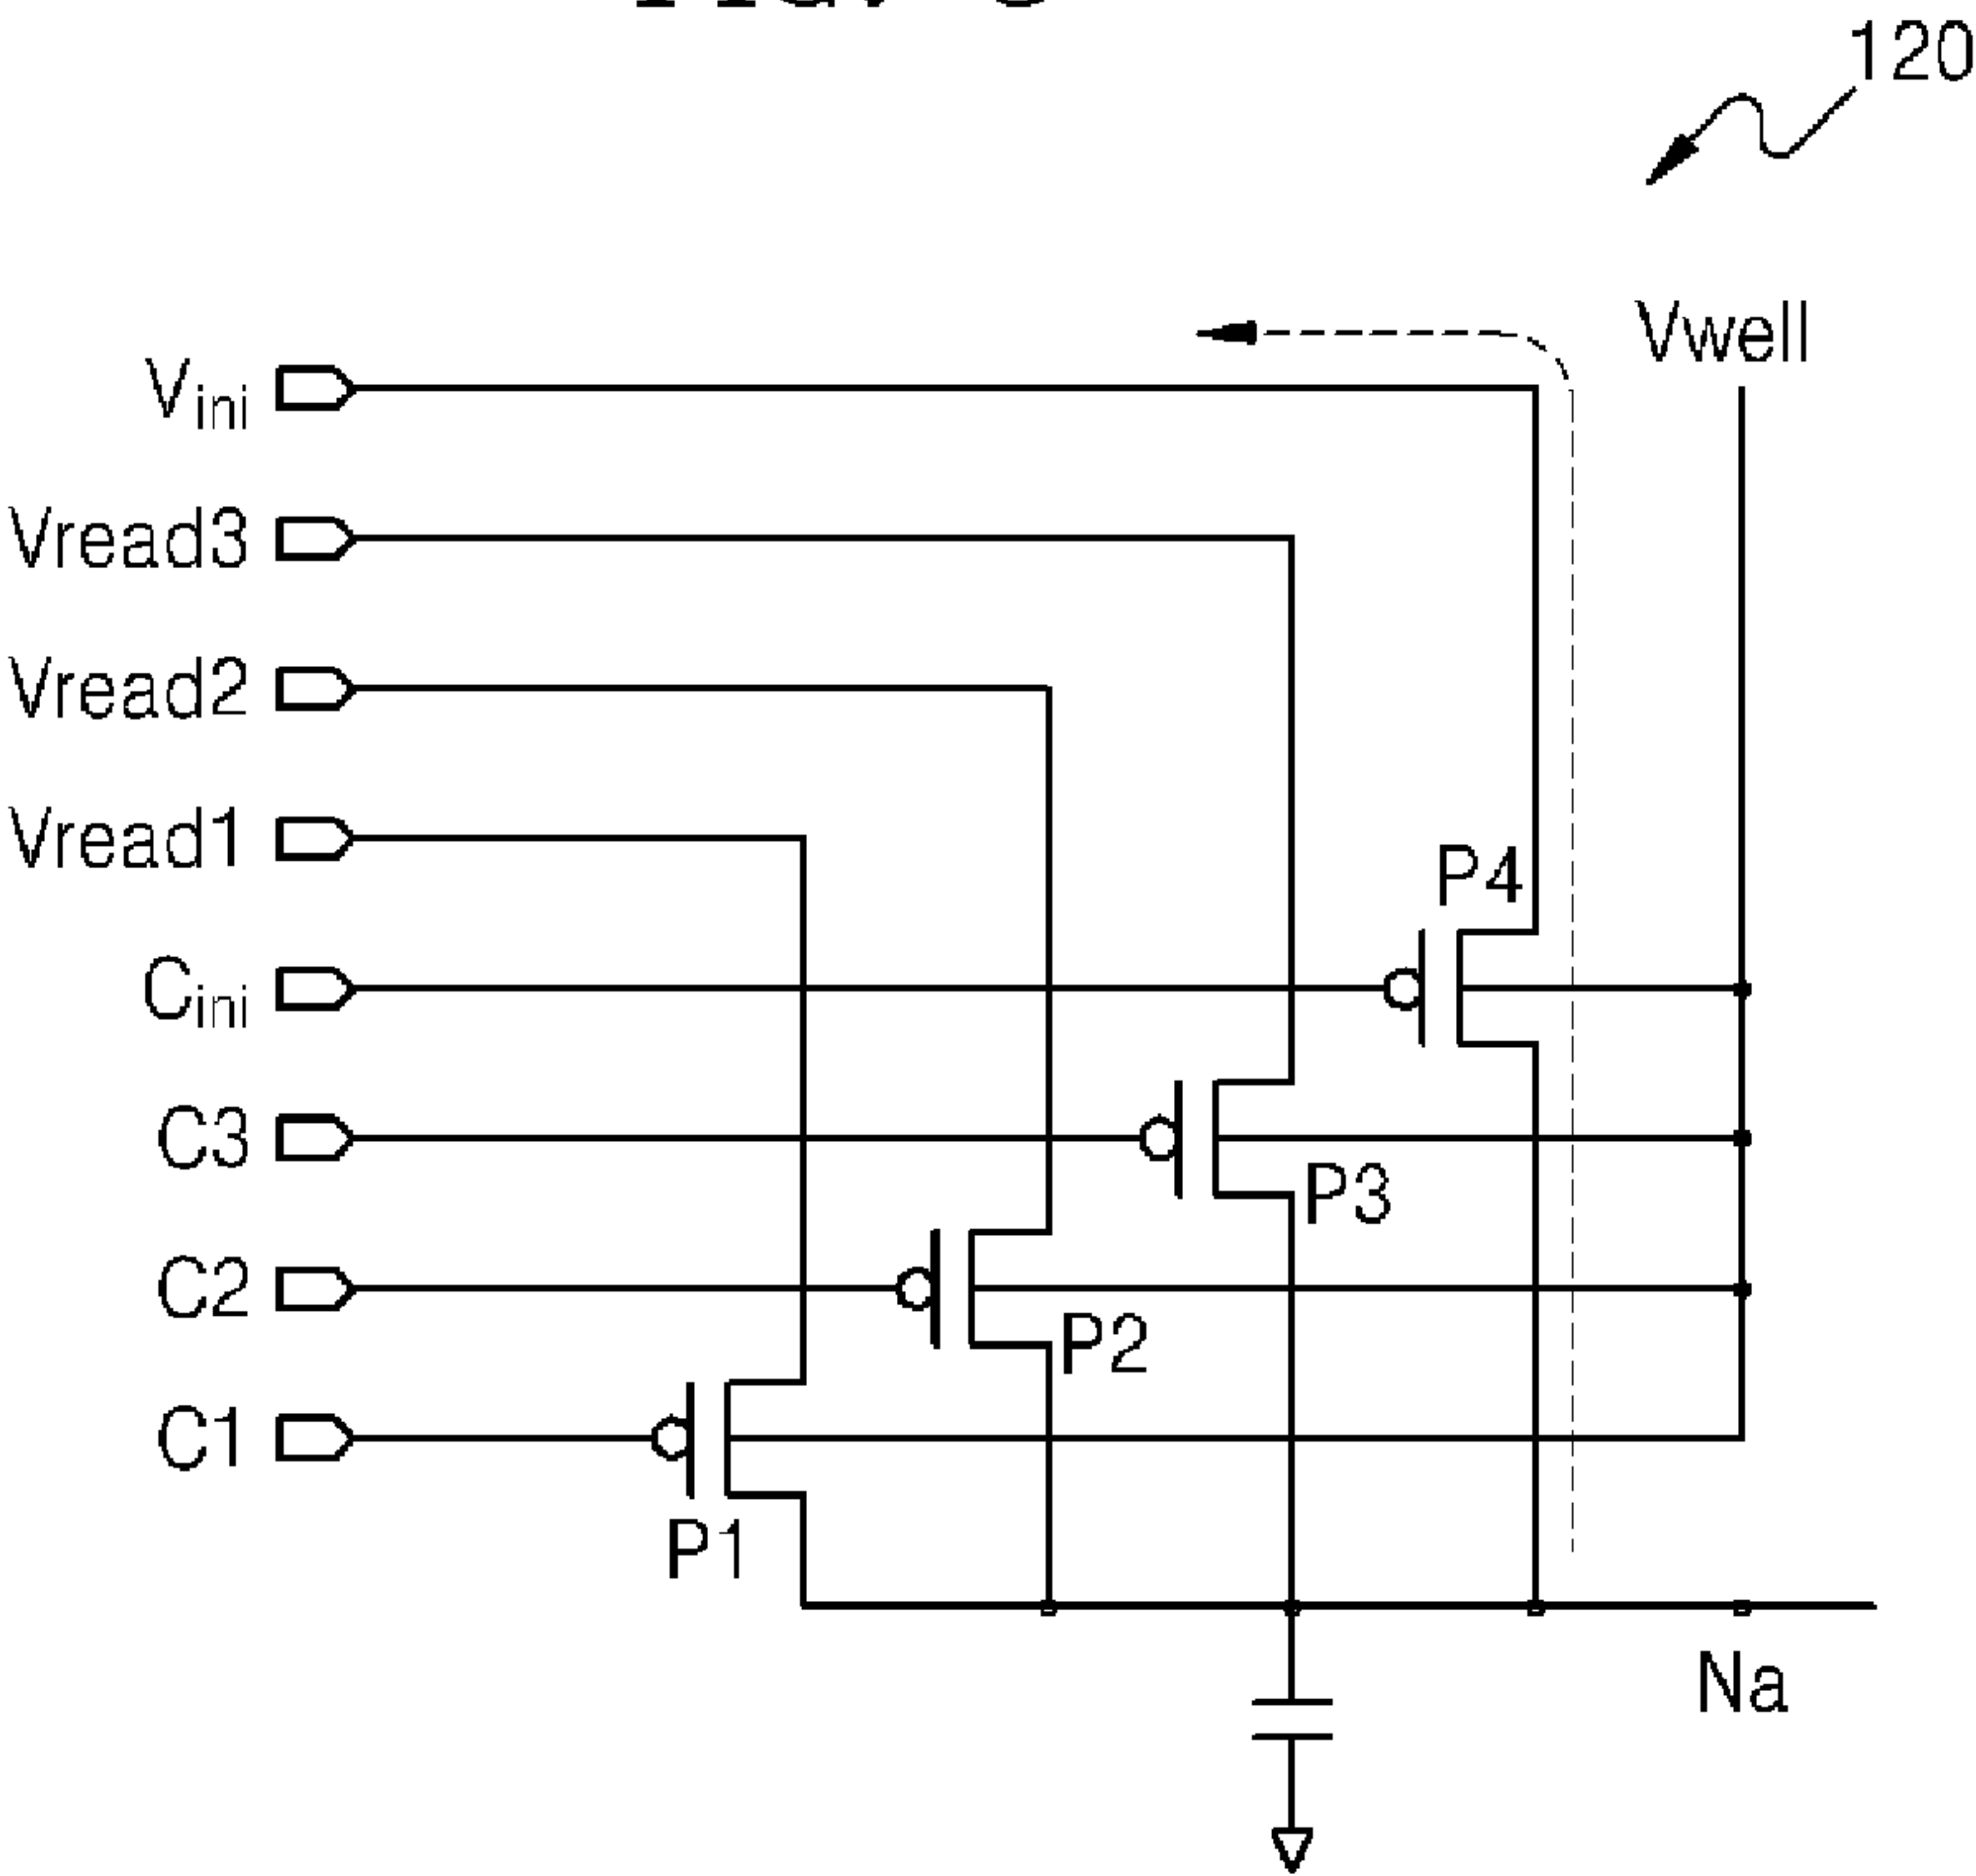 120
Vwell
Vini
Vread3
Vread2
Vread1
P4
Cini
C3
P3
C2
P2
C1
P1
Na